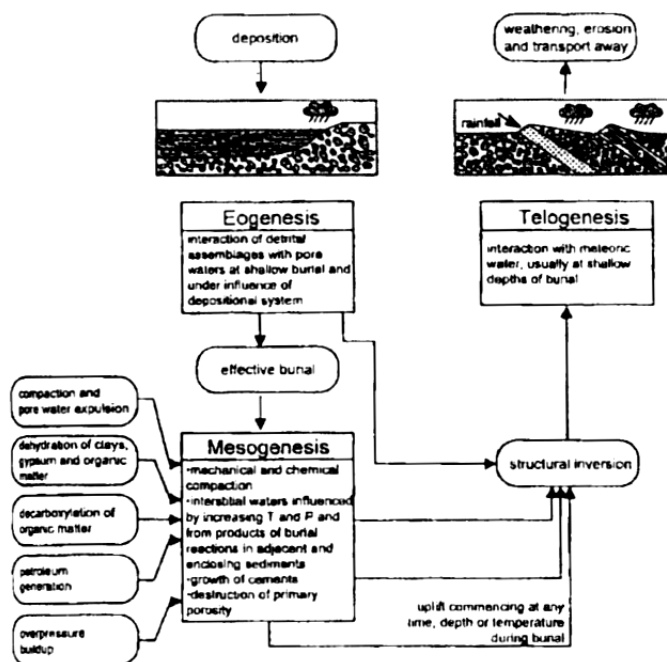 deposition
weathering, erosion
and transport away
rainfall
Eogenesis
interaction of detrital
assemblages with pore
waters at shallow burial and
under influence of
depositional system
Telogenesis
interaction with meteoric
water, usually at shallow
depths of burial
effective burial
compaction and
pore water expulsion
dehydration of clays,
gypsum and organic
matter
decarboxylation of
organic matter
petroleum
generation
overpressure
buildup
Mesogenesis
·mechanical and chemical
compaction
·interstitial waters influenced
by increasing T and P and
from products of burial
reactions in adjacent and
enclosing sediments
·growth of cements
·destruction of primary
porosity
structural inversion
uplift commencing at any
time, depth or temperature
during burial